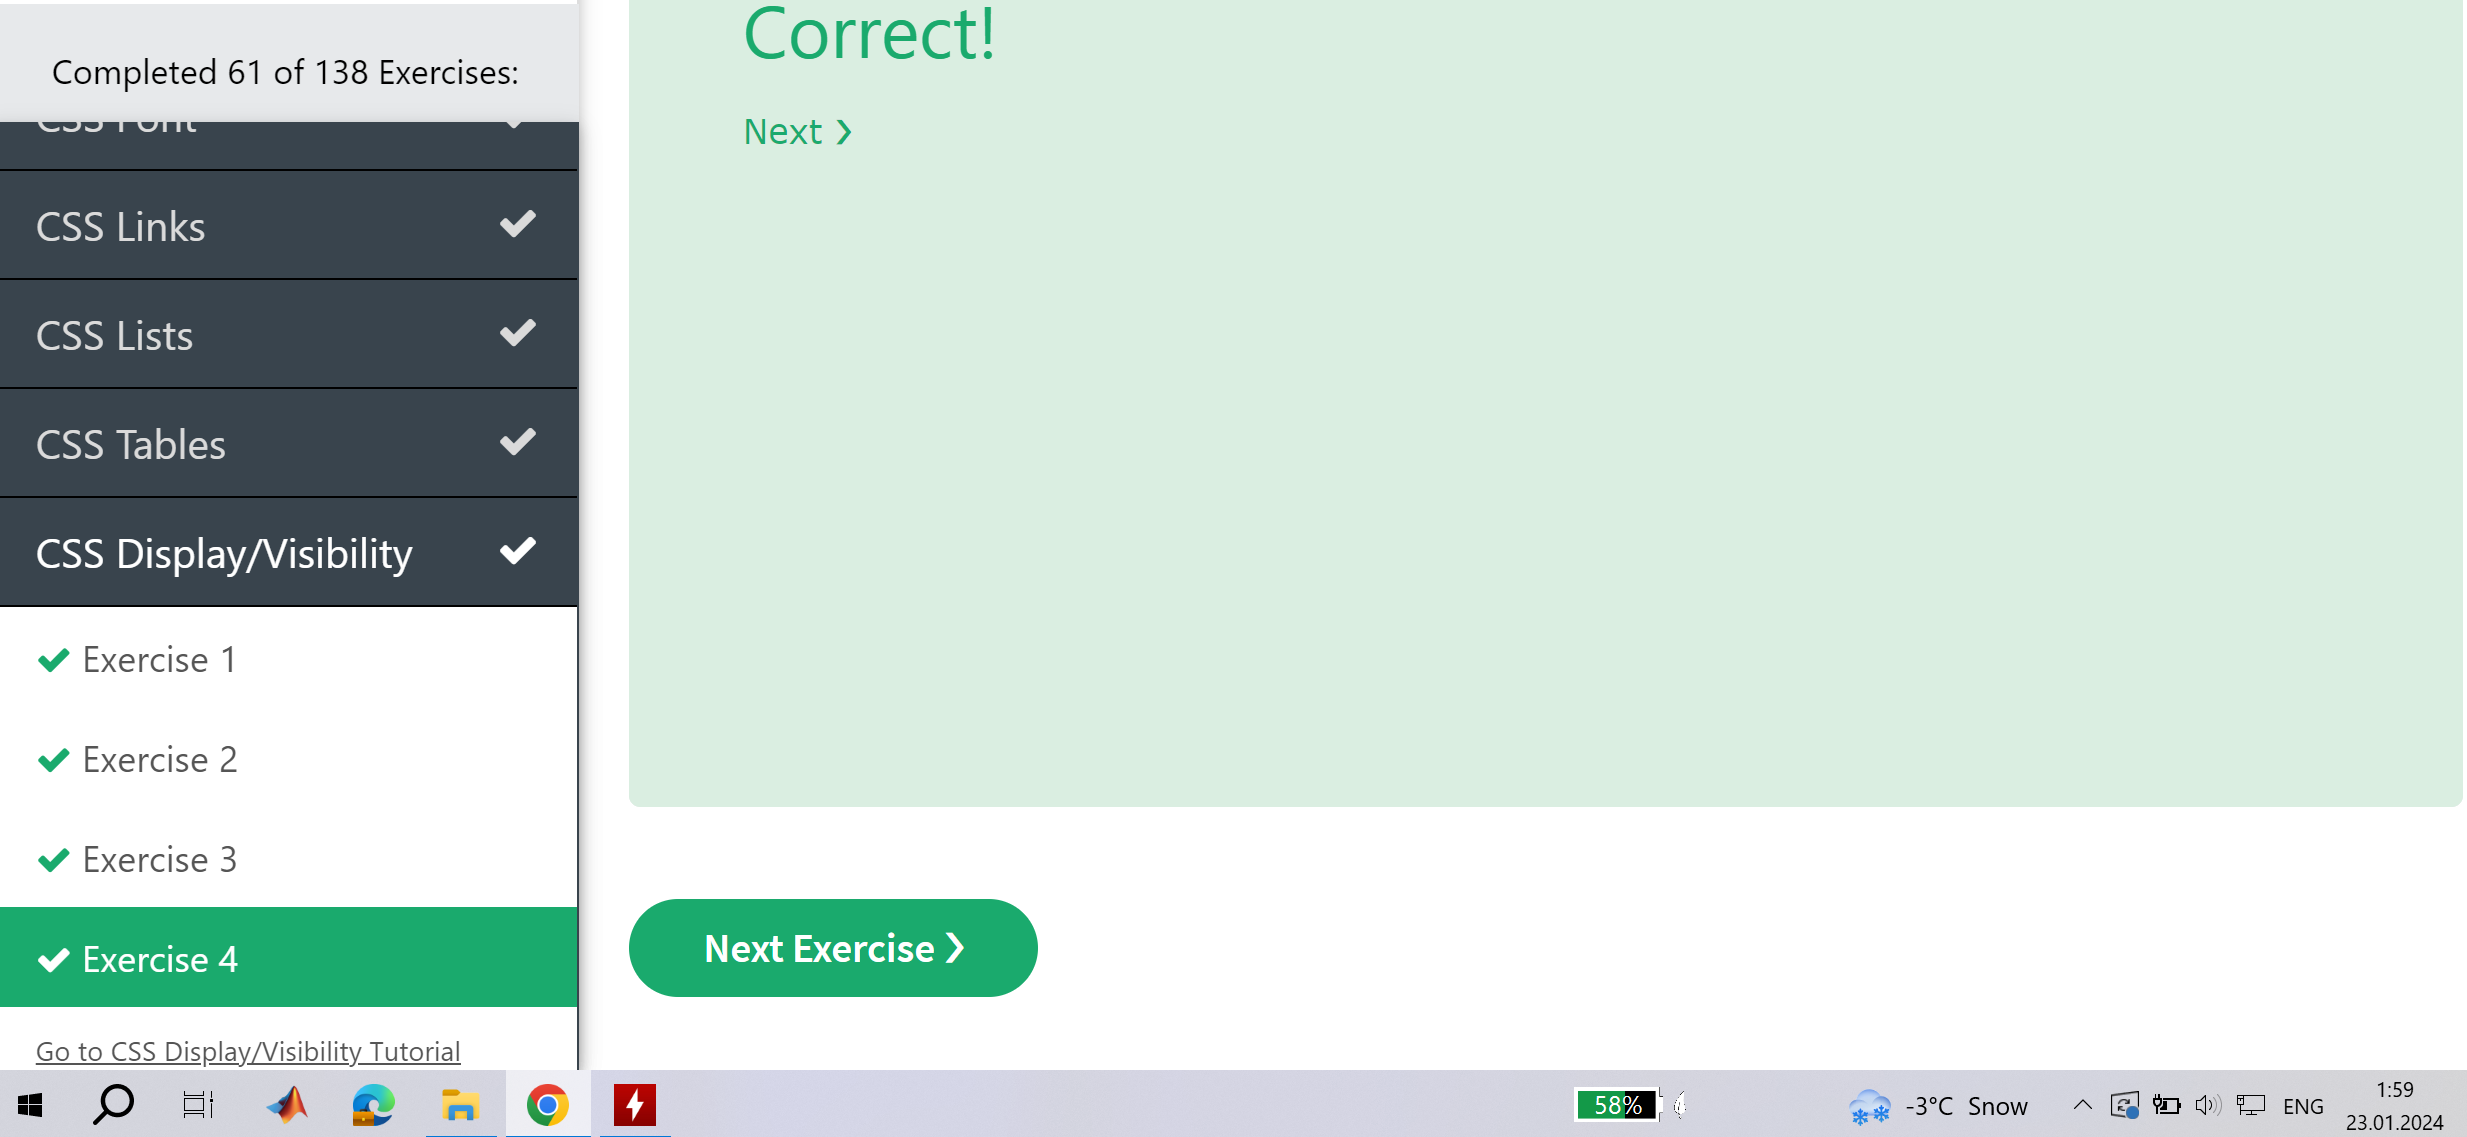 Completed 61 of 138 Exercises:
CSS Font
CSS Links
CSS Lists
CSS Tables
CSS Display/Visibility
Exercise 1
Exercise 2
Exercise 3
Exercise 4
Go to CSS Display/Visibility Tutorial
Correct!
Next ❯
Next Exercise ❯
58%
-3°C Snow
ENG
1:59
23.01.2024